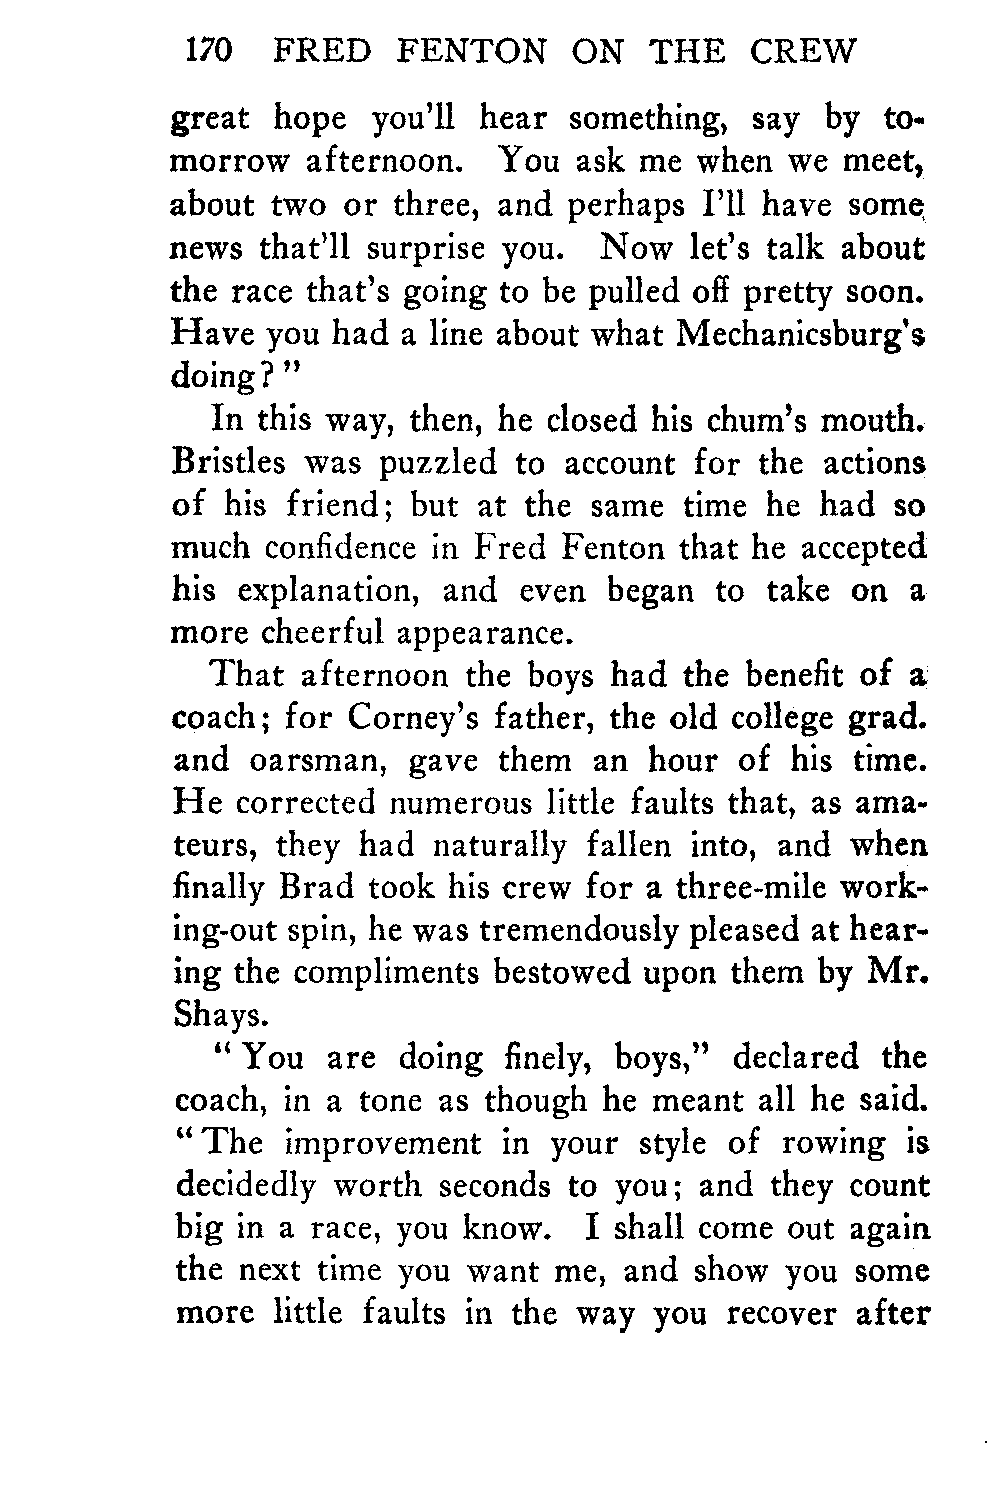 170 FRED FENTON ON THE CREW
great hope you'll hear something, say by to-
morrow afternoon. You ask me when we meet,
about two or three, and perhaps I'll have some
news that'll surprise you. Now let's talk about
the race that's going to be pulled off pretty soon.
Have you had a line about what Mechanicsburg's
doing?"
In this way, then, he closed his chum's mouth.
Bristles was puzzled to account for the actions
of his friend; but at the same time he had so
much confidence in Fred Fenton that he accepted
his explanation, and even began to take on a
more cheerful appearance.
That afternoon the boys had the benefit of a
coach; for Corney's father, the old college grad.
and oarsman, gave them an hour of his time.
He corrected numerous little faults that, as ama-
teurs, they had naturally fallen into, and when
finally Brad took his crew for a three-mile work-
ing-out spin, he was tremendously pleased at hear-
ing the compliments bestowed upon them by Mr.
Shays.
"You are doing finely, boys," declared the
coach, in a tone as though he meant all he said.
"The improvement in your style of rowing is
decidedly worth seconds to you; and they count
big in a race, you know. I shall come out again
the next time you want me, and show you some
more little faults in the way you recover after